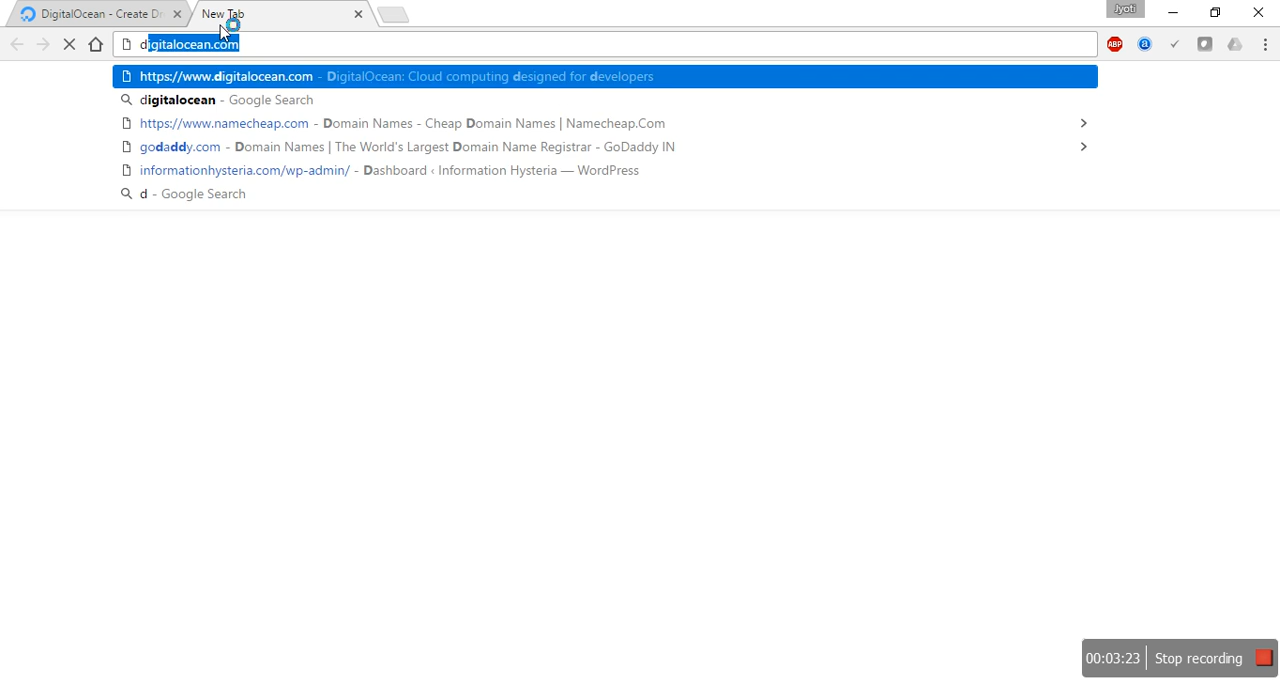 DigitalOcean - Create Dr
New Tab
Jyoti
digitalocean.com
ABP
a
https://www.digitalocean.com - DigitalOcean: Cloud computing designed for developers
digitalocean - Google Search
https://www.namecheap.com - Domain Names - Cheap Domain Names | Namecheap.Com
godaddy.com - Domain Names | The World's Largest Domain Name Registrar - GoDaddy IN
informationhysteria.com/wp-admin/ - Dashboard ‹ Information Hysteria — WordPress
d - Google Search
00:03:23 Stop recording